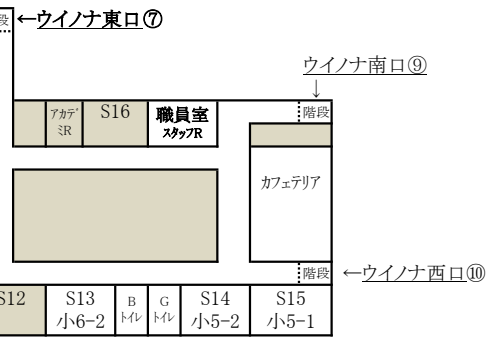 段 ←ウイノナ東口⑦
ウイノナ南口⑨
↓
アカデ
ミR
S16
職員室
スタッフR
階段
カフェテリア
階段 ←ウイノナ西口⑩
S12
S13
小6-2
B
トイレ
G
トイレ
S14
小5-2
S15
小5-1